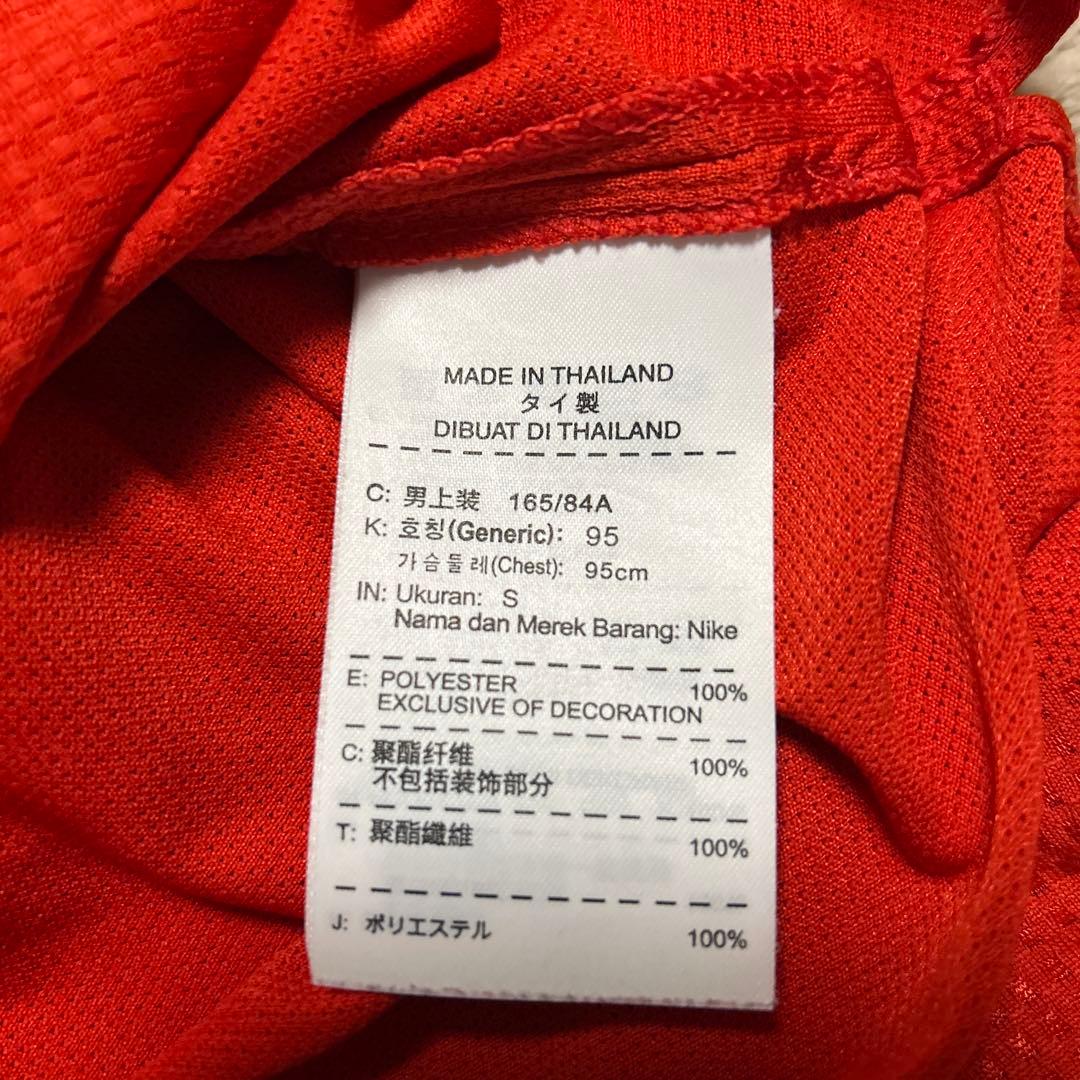 MADE IN THAILAND
タイ製
DIBUAT DI THAILAND
C: 男上装 165/84A
K: 호칭(Generic): 95
가슴둘레(Chest): 95cm
IN: Ukuran: S
Nama dan Merek Barang: Nike
E: POLYESTER 100%
EXCLUSIVE OF DECORATION
C: 聚酯纤维 100%
不包括装饰部分
T: 聚酯纖維 100%
J: ポリエステル 100%